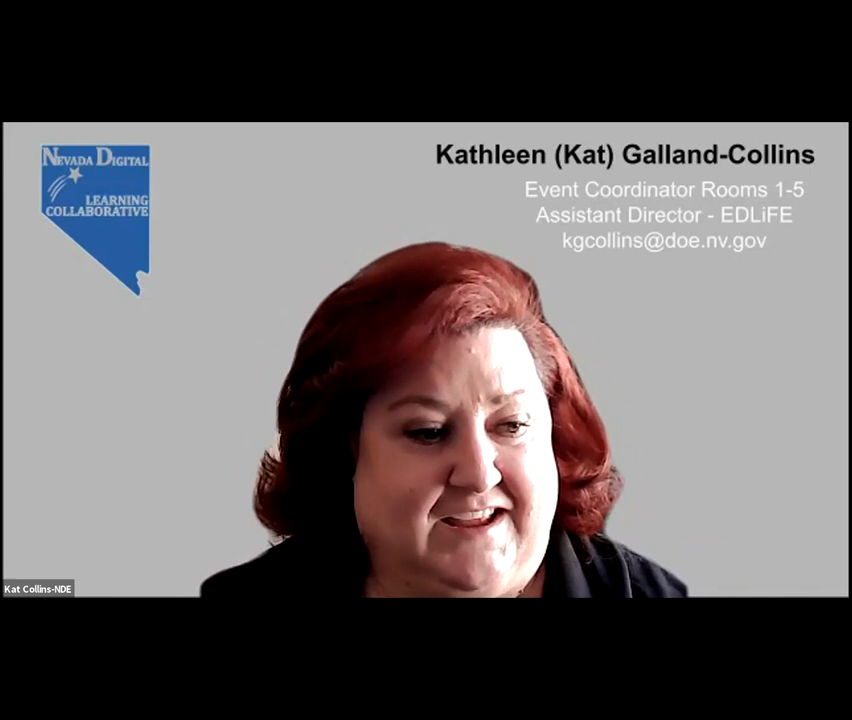 NEVADA DIGITAL
LEARNING
COLLABORATIVE
Kathleen (Kat) Galland-Collins
Event Coordinator Rooms 1-5
Assistant Director - EDLiFE
kgcollins@doe.nv.gov
Kat Collins-NDE